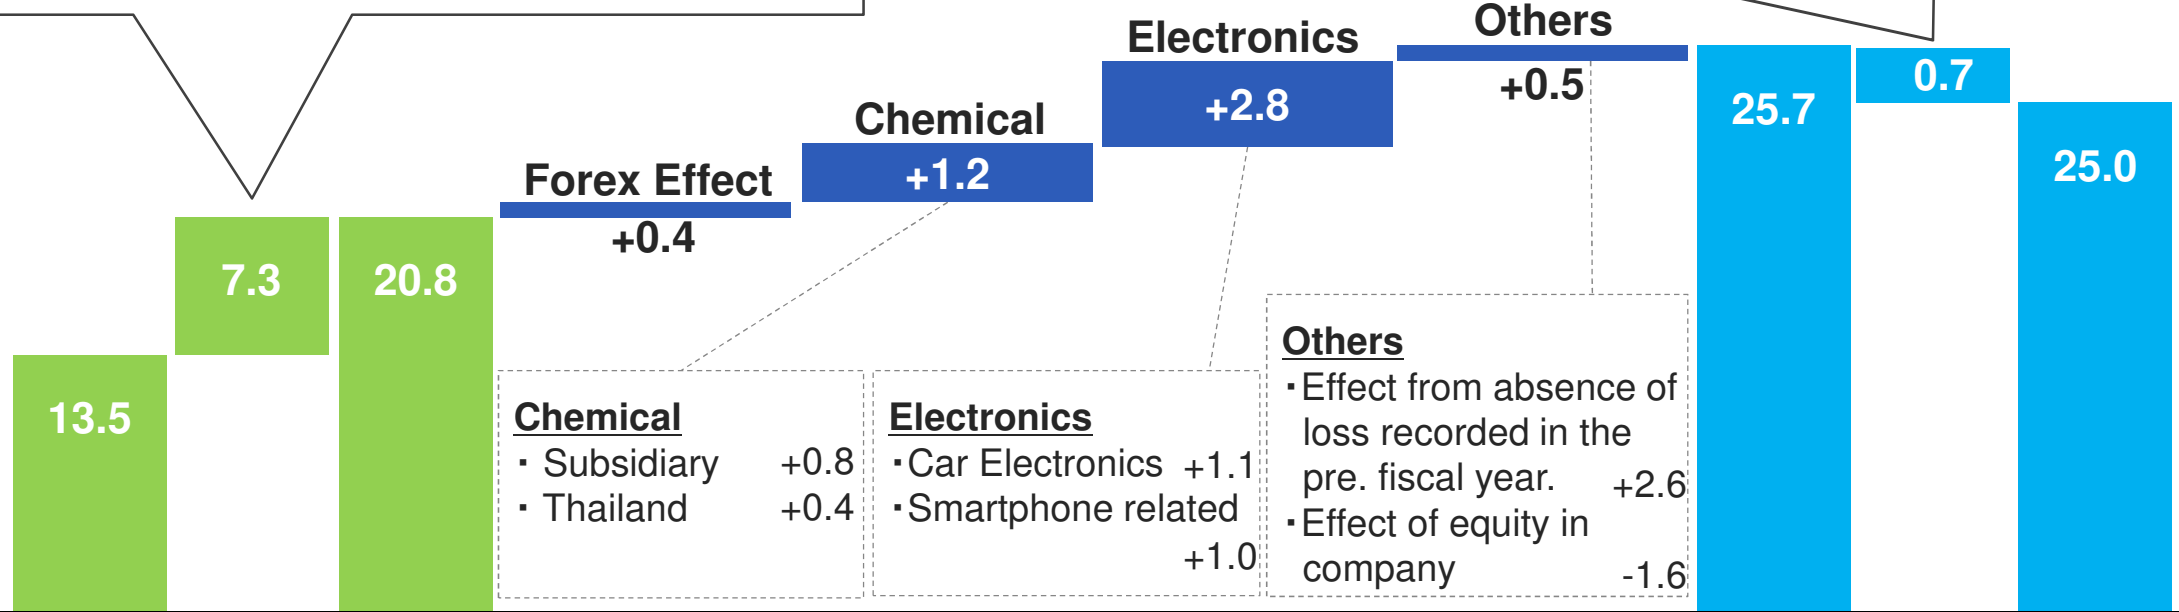 Others
Electronics
+0.5
0.7
+2.8
25.7
Chemical
+1.2
25.0
Forex Effect
+0.4
7.3
20.8
13.5
Chemical
・ Subsidiary +0.8
・ Thailand +0.4
Electronics
・Car Electronics +1.1
・Smartphone related
+1.0
Others
・Effect from absence of
loss recorded in the
pre. fiscal year. +2.6
・Effect of equity in
company -1.6